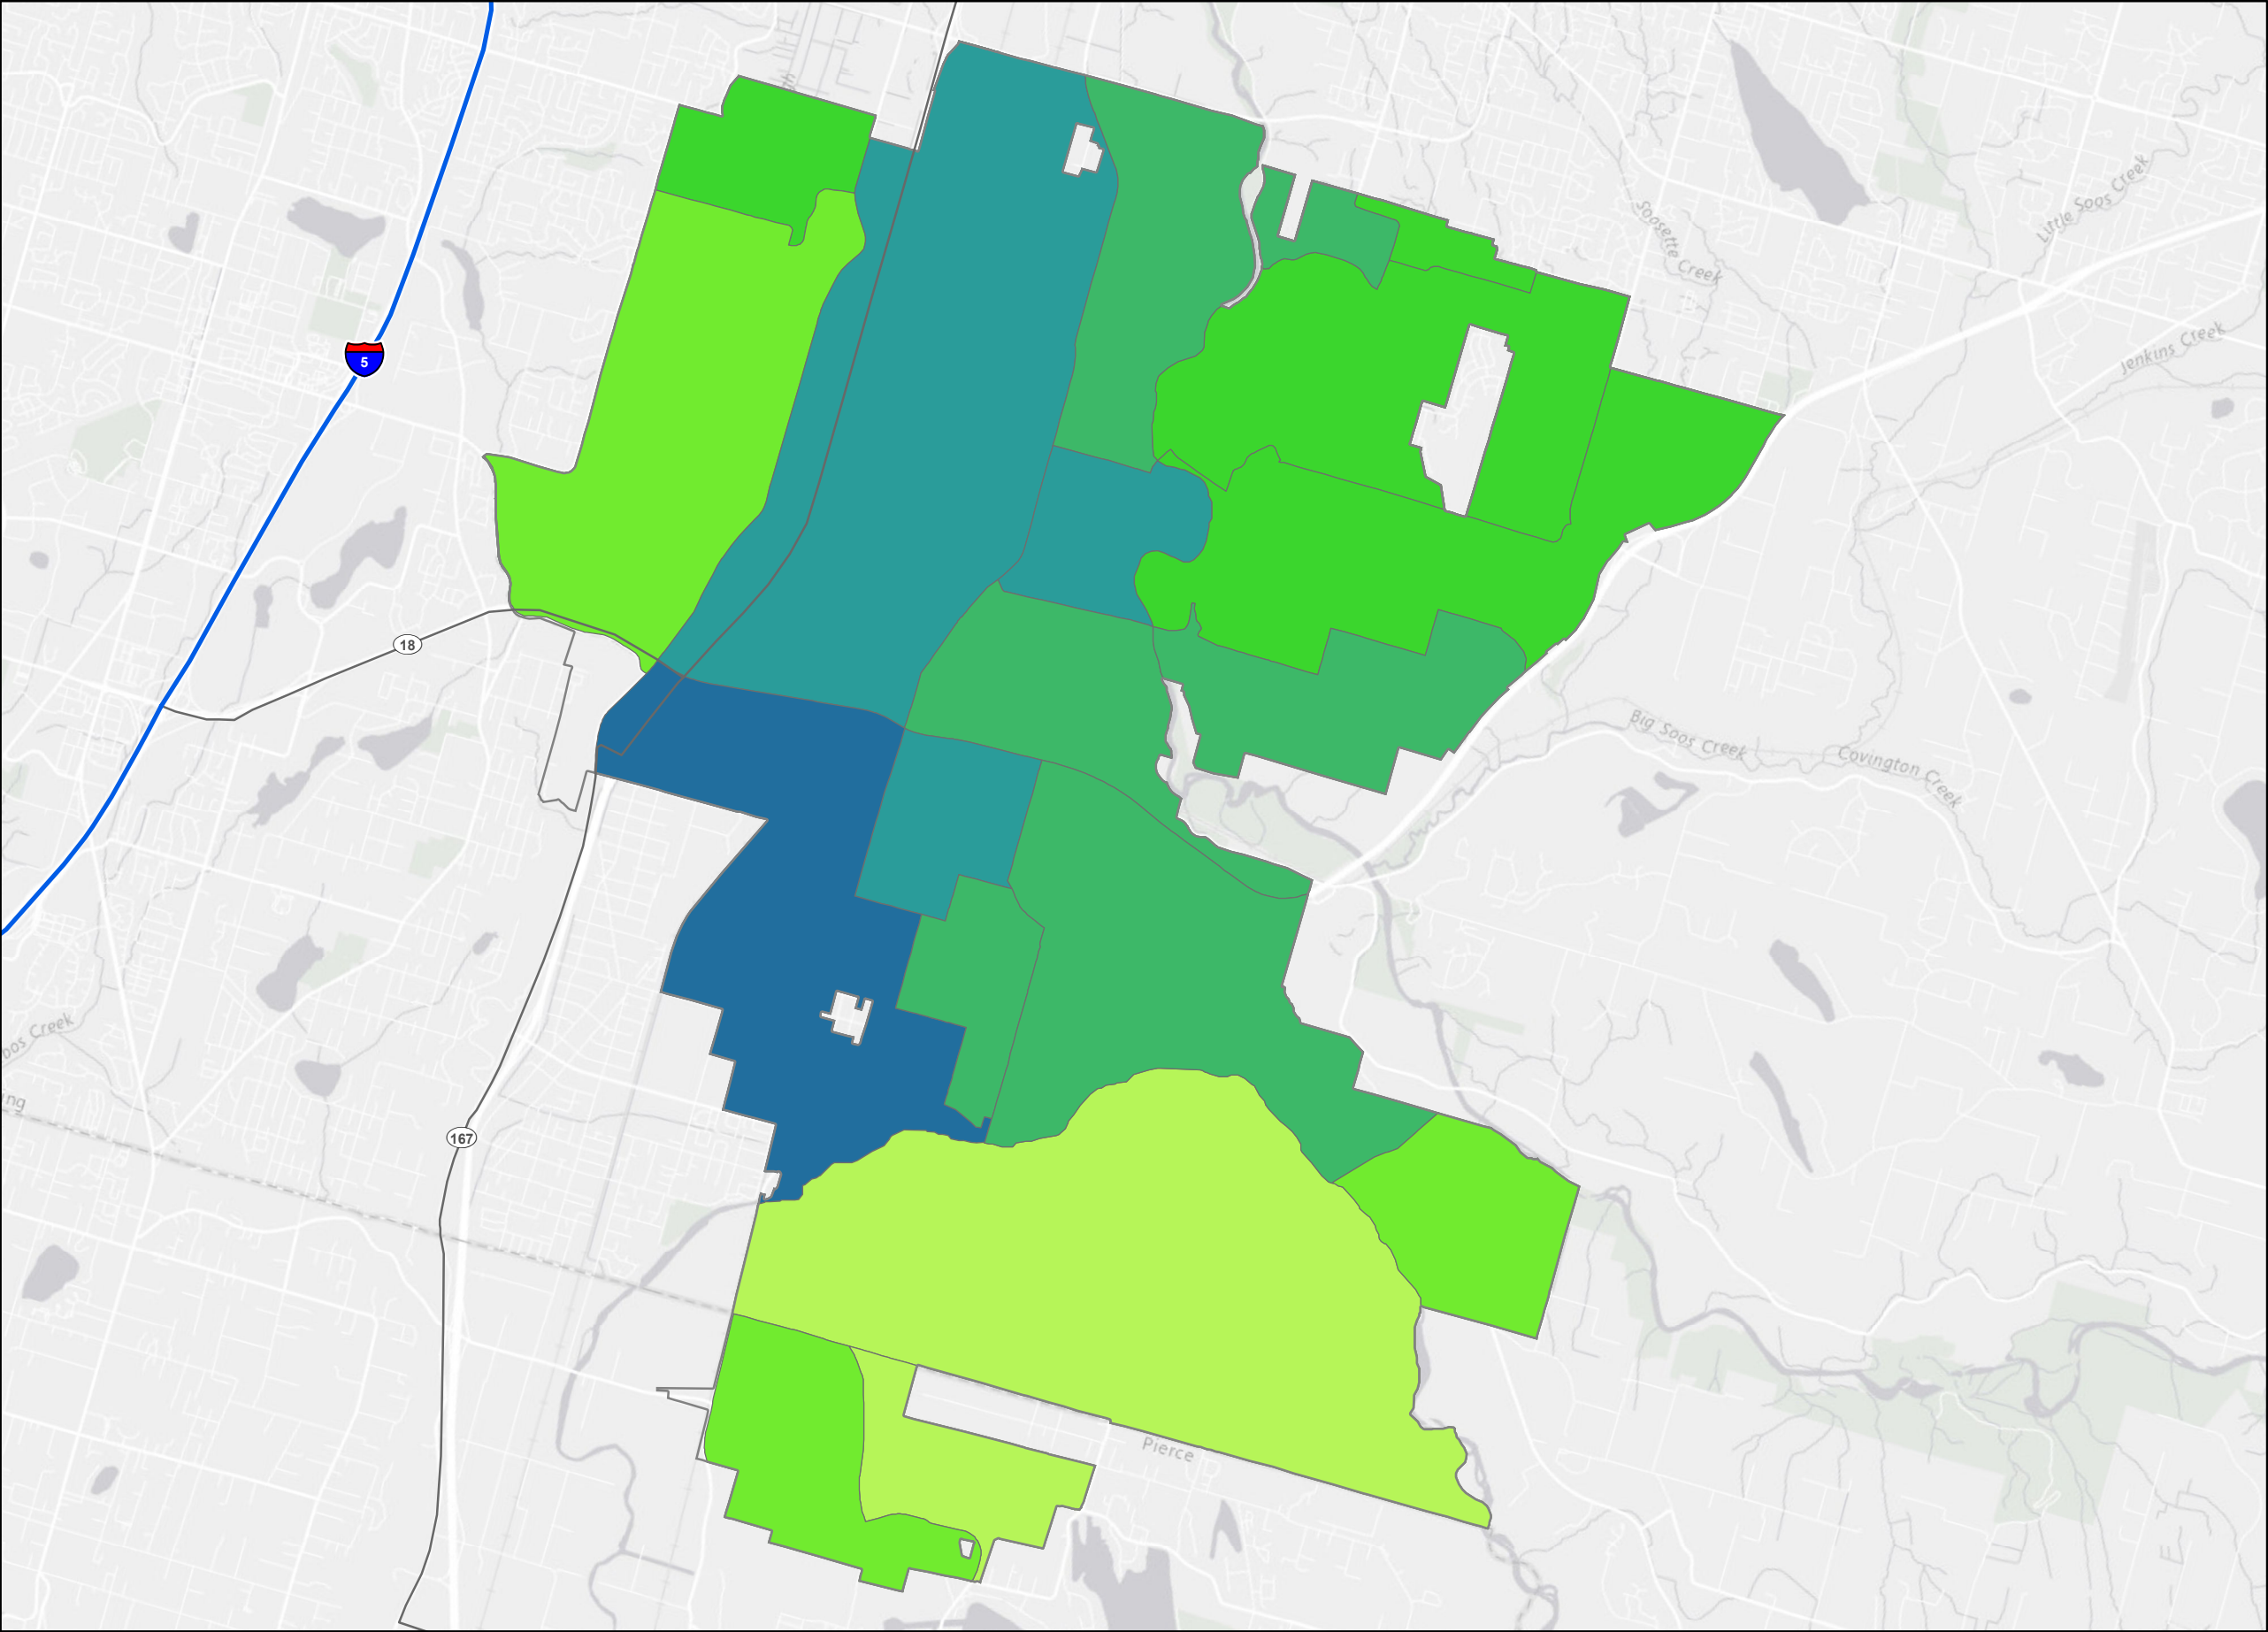 Soosette Creek
Little Soos Creek
Jenkins Creek
5
18
Big Soos Creek
Covington Creek
167
Pierce